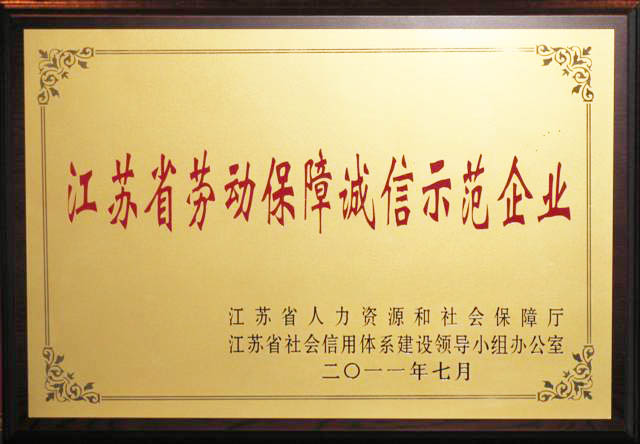 江苏省劳动保障诚信示范企业
江苏省人力资源和社会保障厅
江苏省社会信用体系建设领导小组办公室
二〇一一年七月